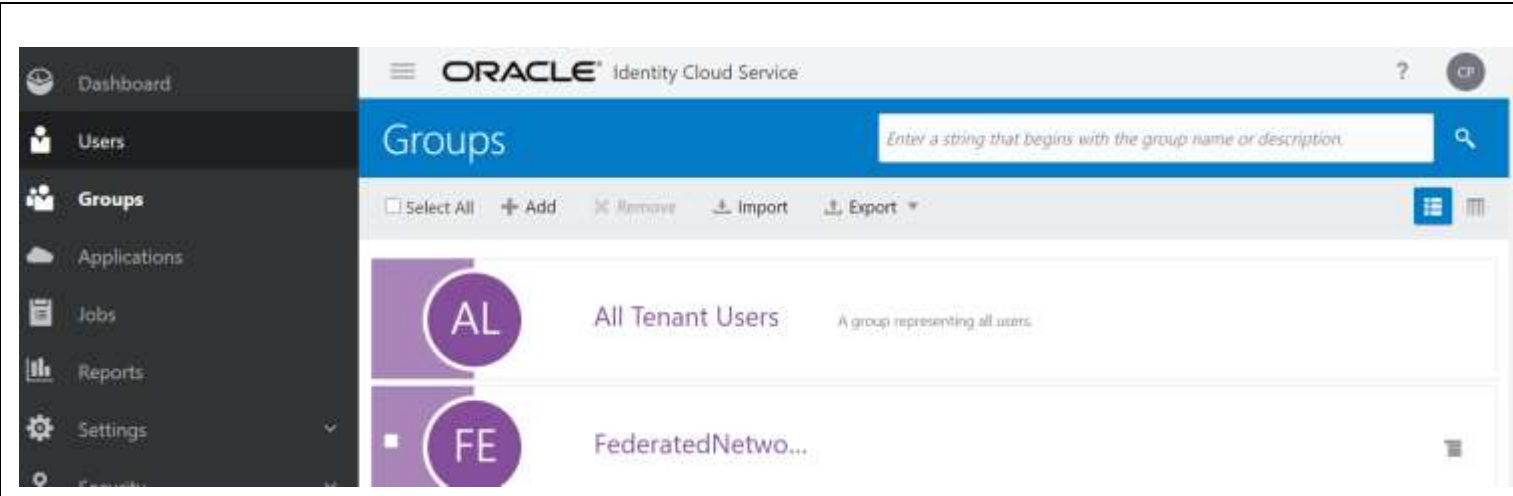 Dashboard
Users
Groups
Applications
Jobs
Reports
Settings
Security
ORACLE® Identity Cloud Service
?
CP
Groups
Enter a string that begins with the group name or description.
Select All Add Remove Import Export
AL
All Tenant Users
A group representing all users.
FE
FederatedNetwo...